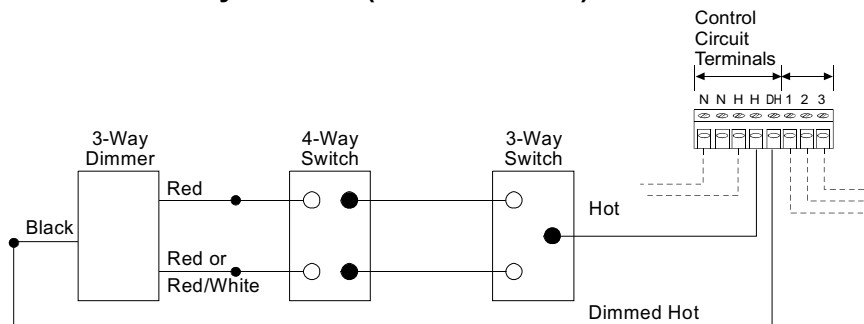 Control
Circuit
Terminals
N N H H DH 1 2 3
3-Way
Dimmer
4-Way
Switch
3-Way
Switch
Red
Black
Hot
Red or
Red/White
Dimmed Hot